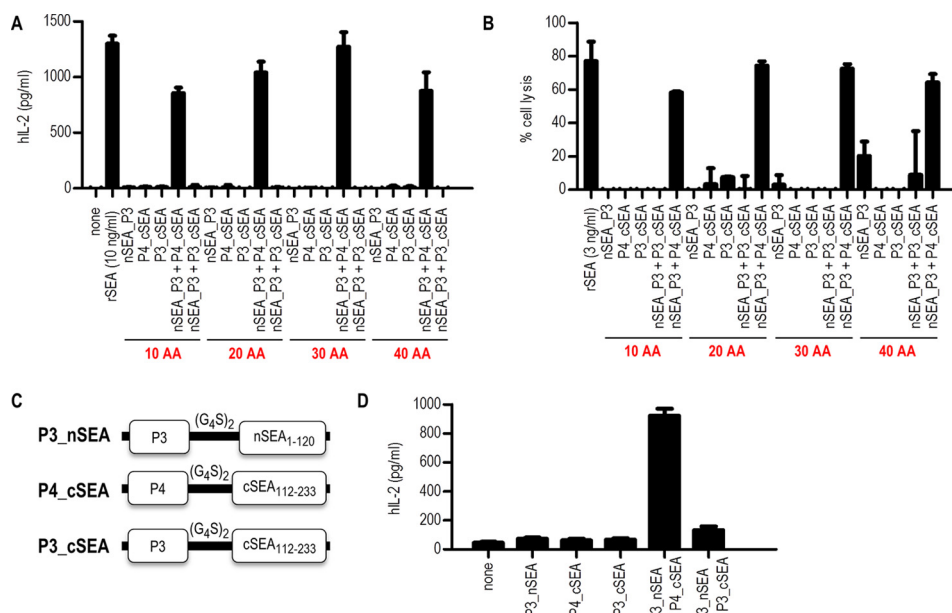 A
hIL-2 (pg/ml)
1500
1000
500
0
none
rSEA (10 ng/ml)
nSEA_P3
P4_cSEA
P3_cSEA
nSEA_P3 + P4_cSEA
nSEA_P3 + P3_cSEA
nSEA_P3
P4_cSEA
P3_cSEA
nSEA_P3 + P4_cSEA
nSEA_P3 + P3_cSEA
nSEA_P3
P4_cSEA
P3_cSEA
nSEA_P3 + P4_cSEA
nSEA_P3 + P3_cSEA
nSEA_P3
P4_cSEA
P3_cSEA
nSEA_P3 + P4_cSEA
nSEA_P3 + P3_cSEA
10 AA 20 AA 30 AA 40 AA
B
% cell lysis
100
80
60
40
20
0
rSEA (3 ng/ml)
nSEA_P3
P4_cSEA
P3_cSEA
nSEA_P3 + P3_cSEA
nSEA_P3 + P4_cSEA
nSEA_P3
P4_cSEA
P3_cSEA
nSEA_P3 + P3_cSEA
nSEA_P3 + P4_cSEA
nSEA_P3
P4_cSEA
P3_cSEA
nSEA_P3 + P3_cSEA
nSEA_P3 + P4_cSEA
nSEA_P3
P4_cSEA
P3_cSEA
nSEA_P3 + P3_cSEA
nSEA_P3 + P4_cSEA
10 AA 20 AA 30 AA 40 AA
C
(G4S)2
P3_nSEA P3 nSEA1-120
(G4S)2
P4_cSEA P4 cSEA112-233
(G4S)2
P3_cSEA P3 cSEA112-233
D
hIL-2 (pg/ml)
1000
800
600
400
200
0
none
P3_nSEA
P4_cSEA
P3_cSEA
3_nSEA
P4_cSEA
3_nSEA
P3_cSEA